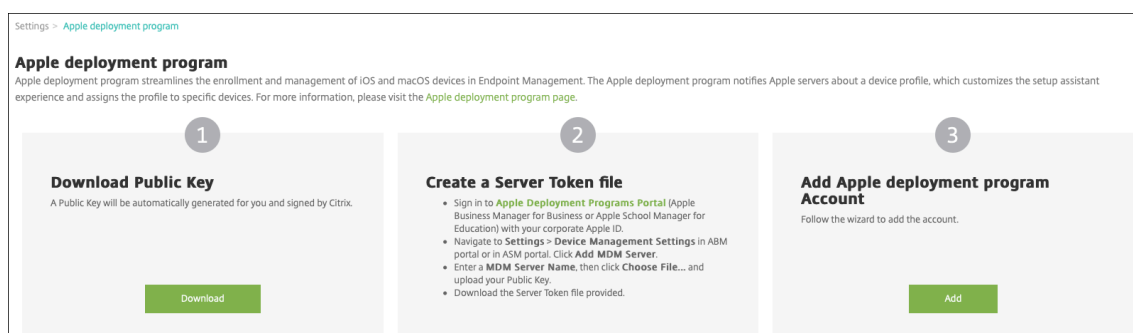 Settings > Apple deployment program
Apple deployment program
Apple deployment program streamlines the enrollment and management of iOS and macOS devices in Endpoint Management. The Apple deployment program notifies Apple servers about a device profile, which customizes the setup assistant
experience and assigns the profile to specific devices. For more information, please visit the Apple deployment program page.
1
Download Public Key
A Public Key will be automatically generated for you and signed by Citrix.
Download
2
Create a Server Token file
• Sign in to Apple Deployment Programs Portal (Apple
Business Manager for Business or Apple School Manager for
Education) with your corporate Apple ID.
• Navigate to Settings > Device Management Settings in ABM
portal or in ASM portal. Click Add MDM Server.
• Enter a MDM Server Name, then click Choose File... and
upload your Public Key.
• Download the Server Token file provided.
3
Add Apple deployment program
Account
Follow the wizard to add the account.
Add